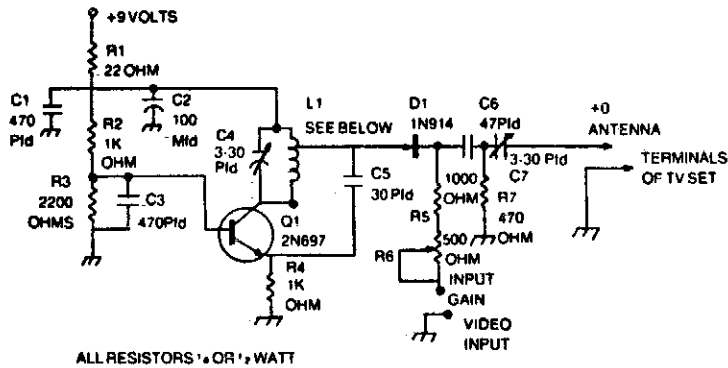 +9 VOLTS
R1
22 OHM
C1
470
Pfd
C2
100
Mfd
R2
1K
OHM
R3
2200
OHMS
C3
470Pfd
C4
3-30
Pfd
L1
SEE BELOW
Q1
2N697
R4
1K
OHM
C5
30 Pfd
D1
1N914
C6
47Pfd
3-30 Pfd
C7
1000
OHM
R5
R7
470
OHM
R6
500
OHM
INPUT
GAIN
VIDEO
INPUT
+0
ANTENNA
TERMINALS
OF TV SET
ALL RESISTORS OR WATT